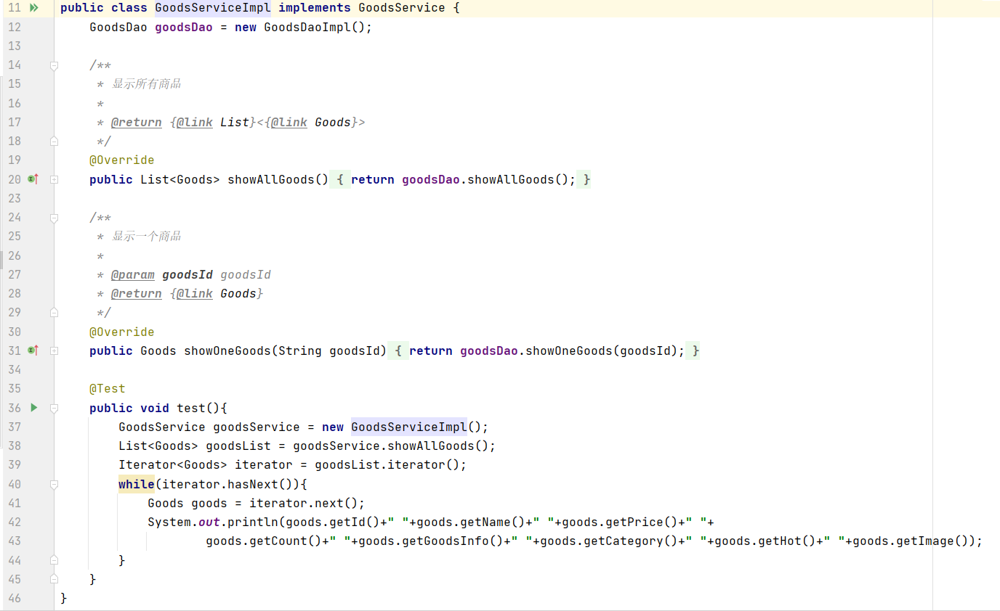 11 public class GoodsServiceImpl implements GoodsService {
12 GoodsDao goodsDao = new GoodsDaoImpl();
13
14 /**
15 * 显示所有商品
16 *
17 * @return {@link List}<{@link Goods}>
18 */
19 @Override
20 public List<Goods> showAllGoods() { return goodsDao.showAllGoods(); }
23
24 /**
25 * 显示一个商品
26 *
27 * @param goodsId goodsId
28 * @return {@link Goods}
29 */
30 @Override
31 public Goods showOneGoods(String goodsId) { return goodsDao.showOneGoods(goodsId); }
34
35 @Test
36 public void test(){
37 GoodsService goodsService = new GoodsServiceImpl();
38 List<Goods> goodsList = goodsService.showAllGoods();
39 Iterator<Goods> iterator = goodsList.iterator();
40 while(iterator.hasNext()){
41 Goods goods = iterator.next();
42 System.out.println(goods.getId()+" "+goods.getName()+" "+goods.getPrice()+" "+
43 goods.getCount()+" "+goods.getGoodsInfo()+" "+goods.getCategory()+" "+goods.getHot()+" "+goods.getImage());
44 }
45 }
46 }